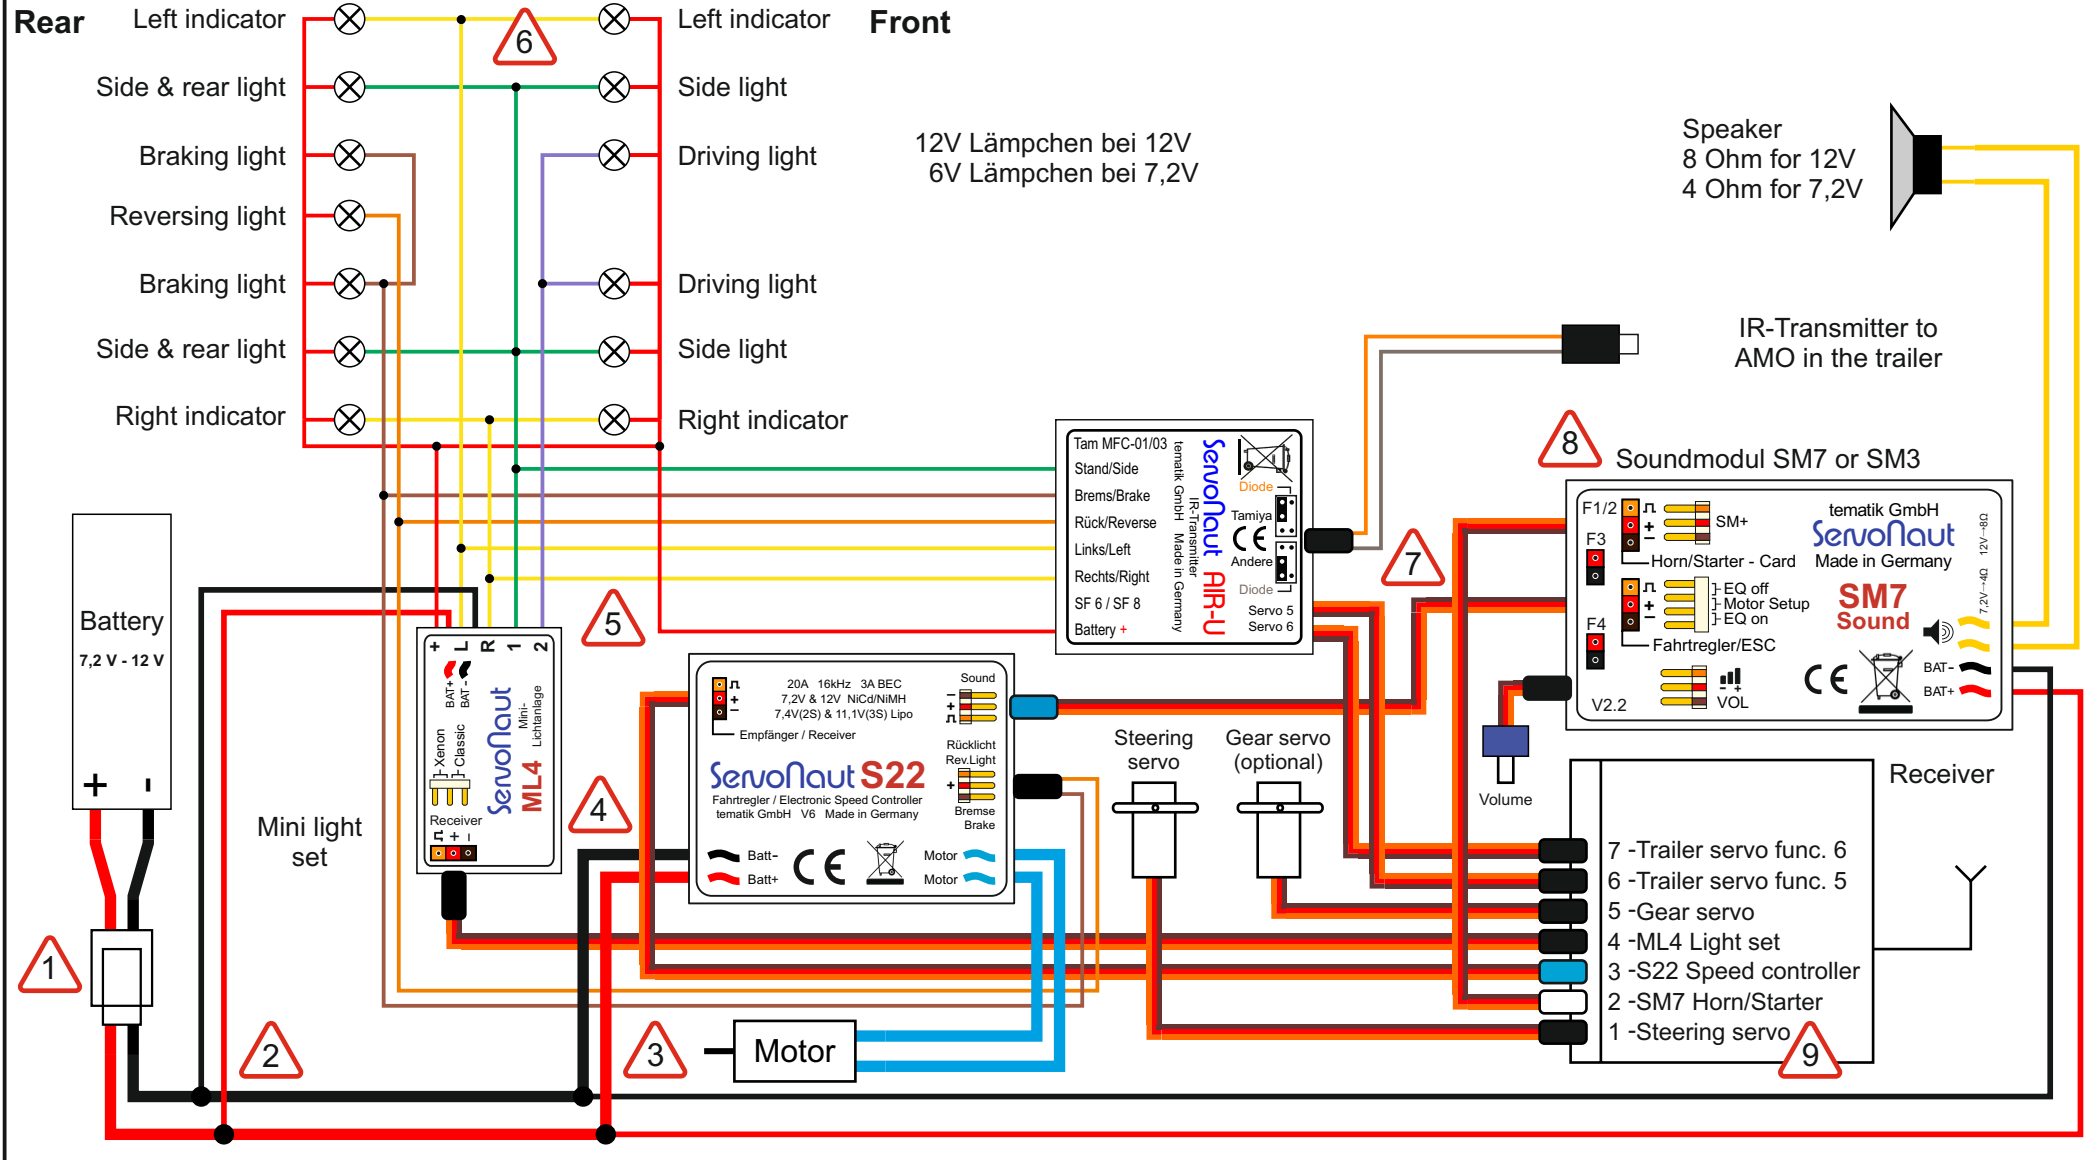 Rear
Left indicator
Left indicator
Front
6
Side & rear light
Side light
Braking light
Driving light
Reversing light
Braking light
Driving light
Side & rear light
Side light
Right indicator
Right indicator
12V Lämpchen bei 12V
6V Lämpchen bei 7,2V
Speaker
8 Ohm for 12V
4 Ohm for 7,2V
IR-Transmitter to
AMO in the trailer
Tam MFC-01/03
Stand/Side
Brems/Brake
Rück/Reverse
Links/Left
Rechts/Right
SF 6 / SF 8
Battery +
tematik GmbH Made in Germany
IR-Transmitter
ServoNaut AIR-U
Diode
Tamiya
CE
Andere
Diode
Servo 5
Servo 6
7
8
Soundmodul SM7 or SM3
F1/2
+
−
SM+
F3
Horn/Starter - Card
EQ off
+
Motor Setup
−
EQ on
F4
Fahrtregler/ESC
V2.2
- +
VOL
tematik GmbH
ServoNaut
Made in Germany
SM7
Sound
7,2V→4Ω 12V→8Ω
CE
BAT-
BAT+
Volume
Battery
7,2 V - 12 V
+ -
1
2
Mini light
set
5
+ L R 1 2
BAT+
BAT -
Xenon
Classic
ServoNaut
ML4
Mini-
Lichtanlage
Receiver
+ −
4
20A 16kHz 3A BEC
7,2V & 12V NiCd/NiMH
7,4V(2S) & 11,1V(3S) Lipo
+
−
Empfänger / Receiver
Sound
−
+
Rücklicht
Rev.Light
+
Bremse
Brake
ServoNaut S22
Fahrtregler / Electronic Speed Controller
tematik GmbH V6 Made in Germany
Batt-
Batt+
CE
Motor
Motor
3
Motor
Steering
servo
Gear servo
(optional)
Receiver
7 -Trailer servo func. 6
6 -Trailer servo func. 5
5 -Gear servo
4 -ML4 Light set
3 -S22 Speed controller
2 -SM7 Horn/Starter
1 -Steering servo
9